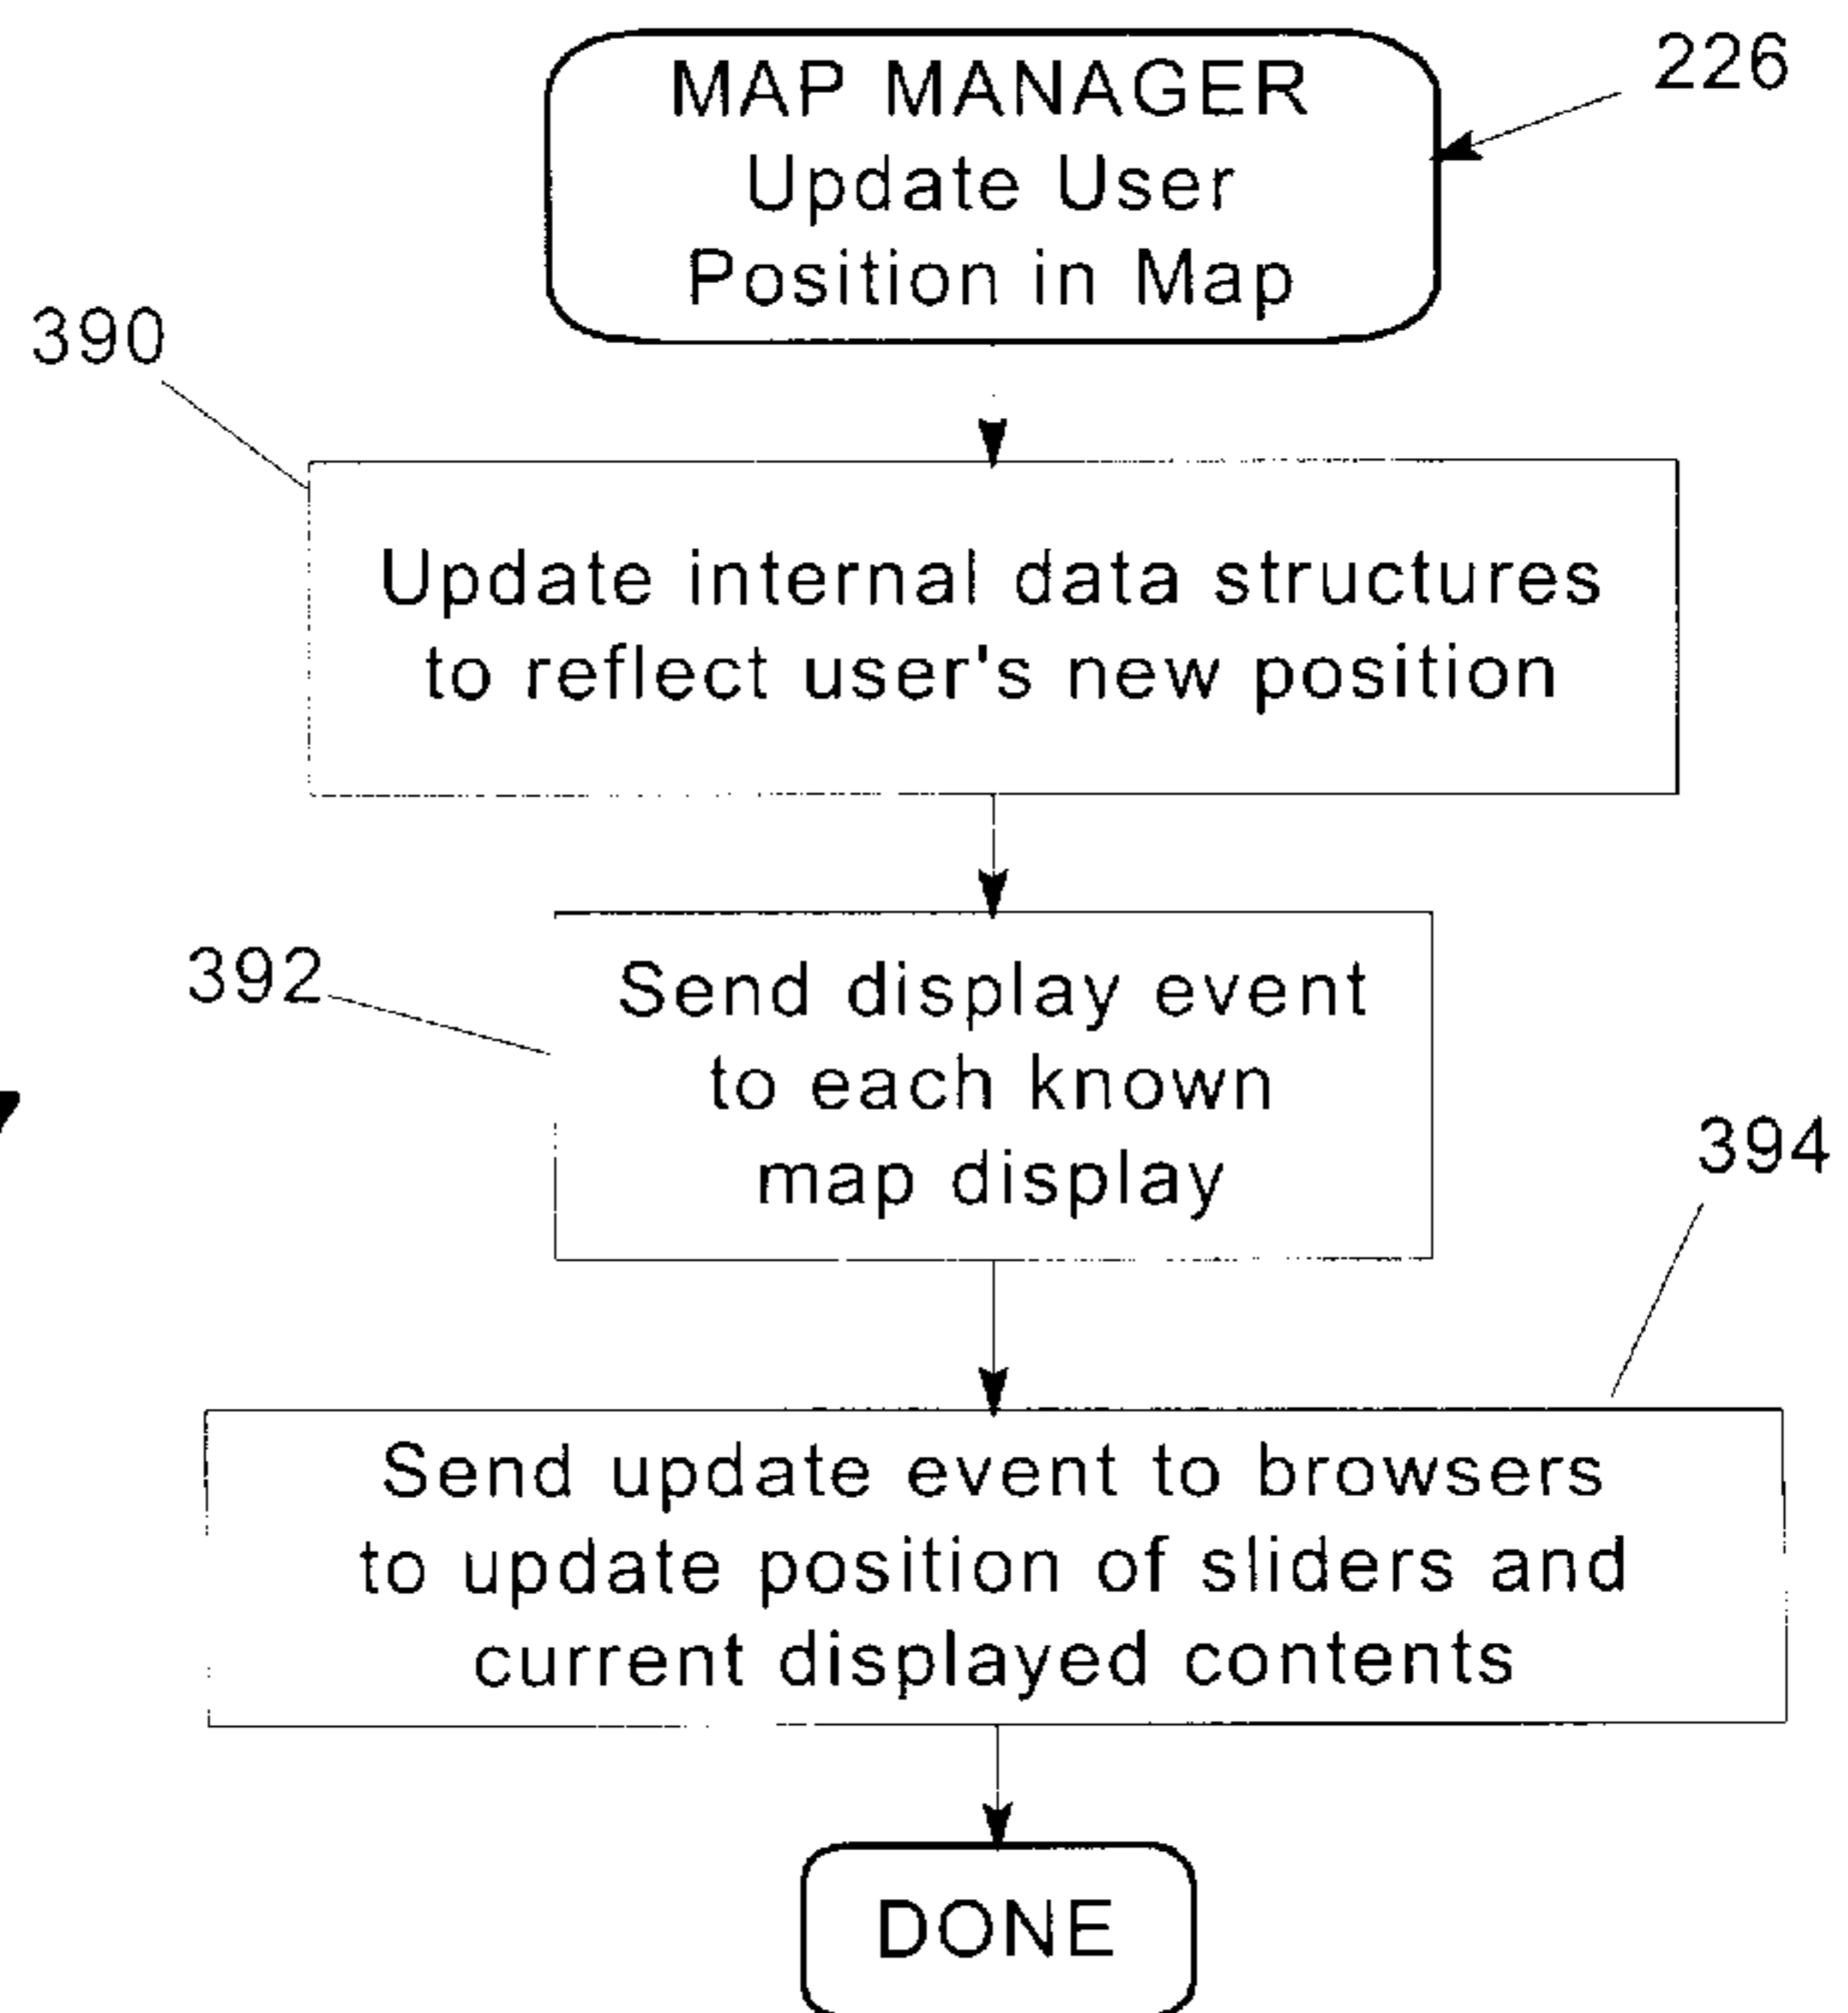 MAP MANAGER
Update User
Position in Map
226
390
Update internal data structures
to reflect user's new position
392
Send display event
to each known
map display
394
Send update event to browsers
to update position of sliders and
current displayed contents
DONE